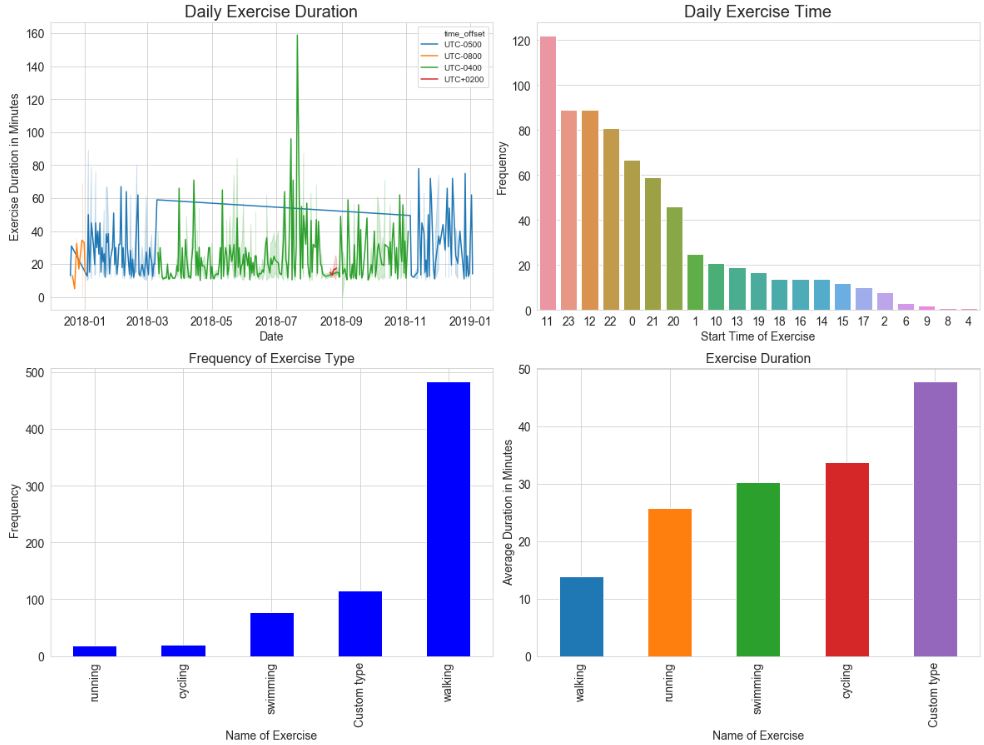 Daily Exercise Duration
time_offset
UTC-0500
UTC-0800
UTC-0400
UTC+0200
160
140
120
100
80
60
40
20
0
Exercise Duration in Minutes
2018-01 2018-03 2018-05 2018-07 2018-09 2018-11 2019-01
Date
Daily Exercise Time
120
100
80
60
40
20
0
Frequency
11 23 12 22 0 21 20 1 10 13 19 18 16 14 15 17 2 6 9 8 4
Start Time of Exercise
Frequency of Exercise Type
500
400
300
200
100
0
Frequency
running cycling swimming Custom type walking
Name of Exercise
Exercise Duration
50
40
30
20
10
0
Average Duration in Minutes
walking running swimming cycling Custom type
Name of Exercise